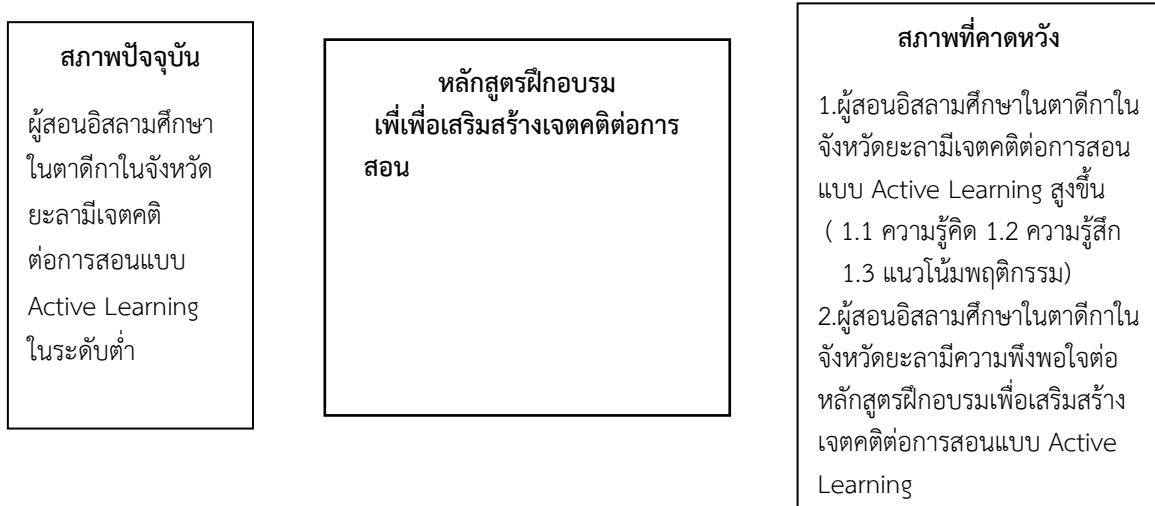 สภาพปัจจุบัน
ผู้สอนอิสลามศึกษา
ในตาดีกาในจังหวัด
ยะลามีเจตคติ
ต่อการสอนแบบ
Active Learning
ในระดับต่ำ
หลักสูตรฝึกอบรม
เพื่เพื่อเสริมสร้างเจตคติต่อการ
สอน
สภาพที่คาดหวัง
1.ผู้สอนอิสลามศึกษาในตาดีกาใน
จังหวัดยะลามีเจตคติต่อการสอน
แบบ Active Learning สูงขึ้น
( 1.1 ความรู้คิด 1.2 ความรู้สึก
1.3 แนวโน้มพฤติกรรม)
2.ผู้สอนอิสลามศึกษาในตาดีกาใน
จังหวัดยะลามีความพึงพอใจต่อ
หลักสูตรฝึกอบรมเพื่อเสริมสร้าง
เจตคติต่อการสอนแบบ Active
Learning